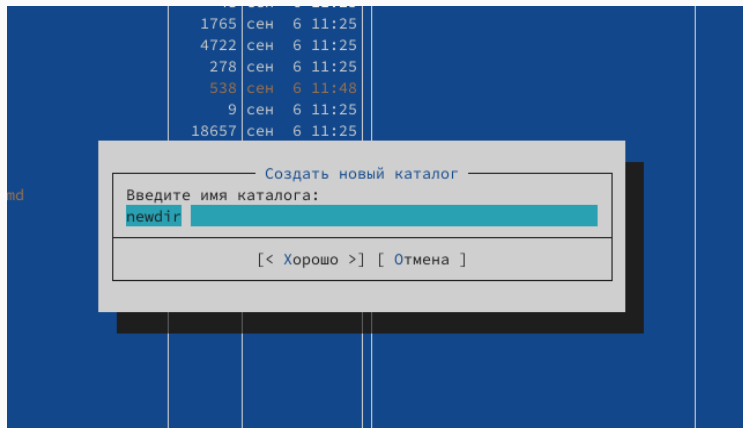 1765 сен 6 11:25
4722 сен 6 11:25
278 сен 6 11:25
538 сен 6 11:48
9 сен 6 11:25
18657 сен 6 11:25
Создать новый каталог
md
Введите имя каталога:
newdir
[< Хорошо >] [ Отмена ]